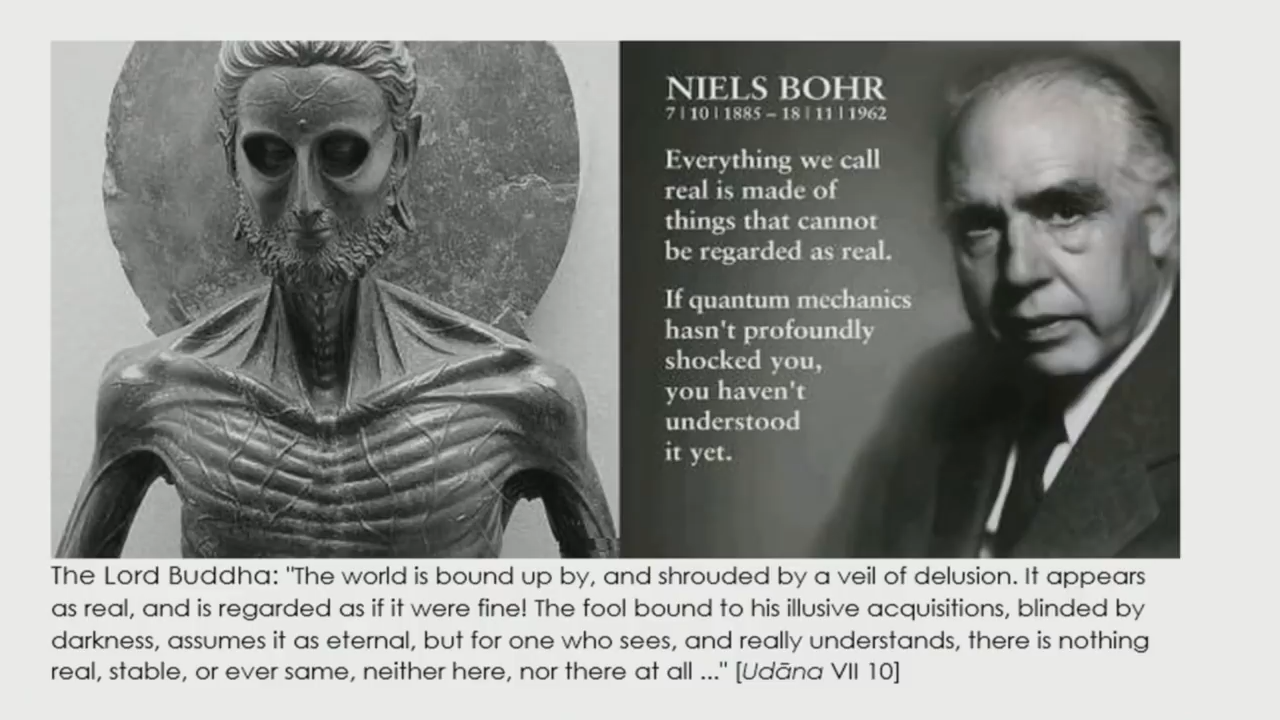 NIELS BOHR
7 | 10 | 1885 – 18 | 11 | 1962
Everything we call
real is made of
things that cannot
be regarded as real.
If quantum mechanics
hasn't profoundly
shocked you,
you haven't
understood
it yet.
The Lord Buddha: "The world is bound up by, and shrouded by a veil of delusion. It appears
as real, and is regarded as if it were fine! The fool bound to his illusive acquisitions, blinded by
darkness, assumes it as eternal, but for one who sees, and really understands, there is nothing
real, stable, or ever same, neither here, nor there at all ..." [Udāna VII 10]